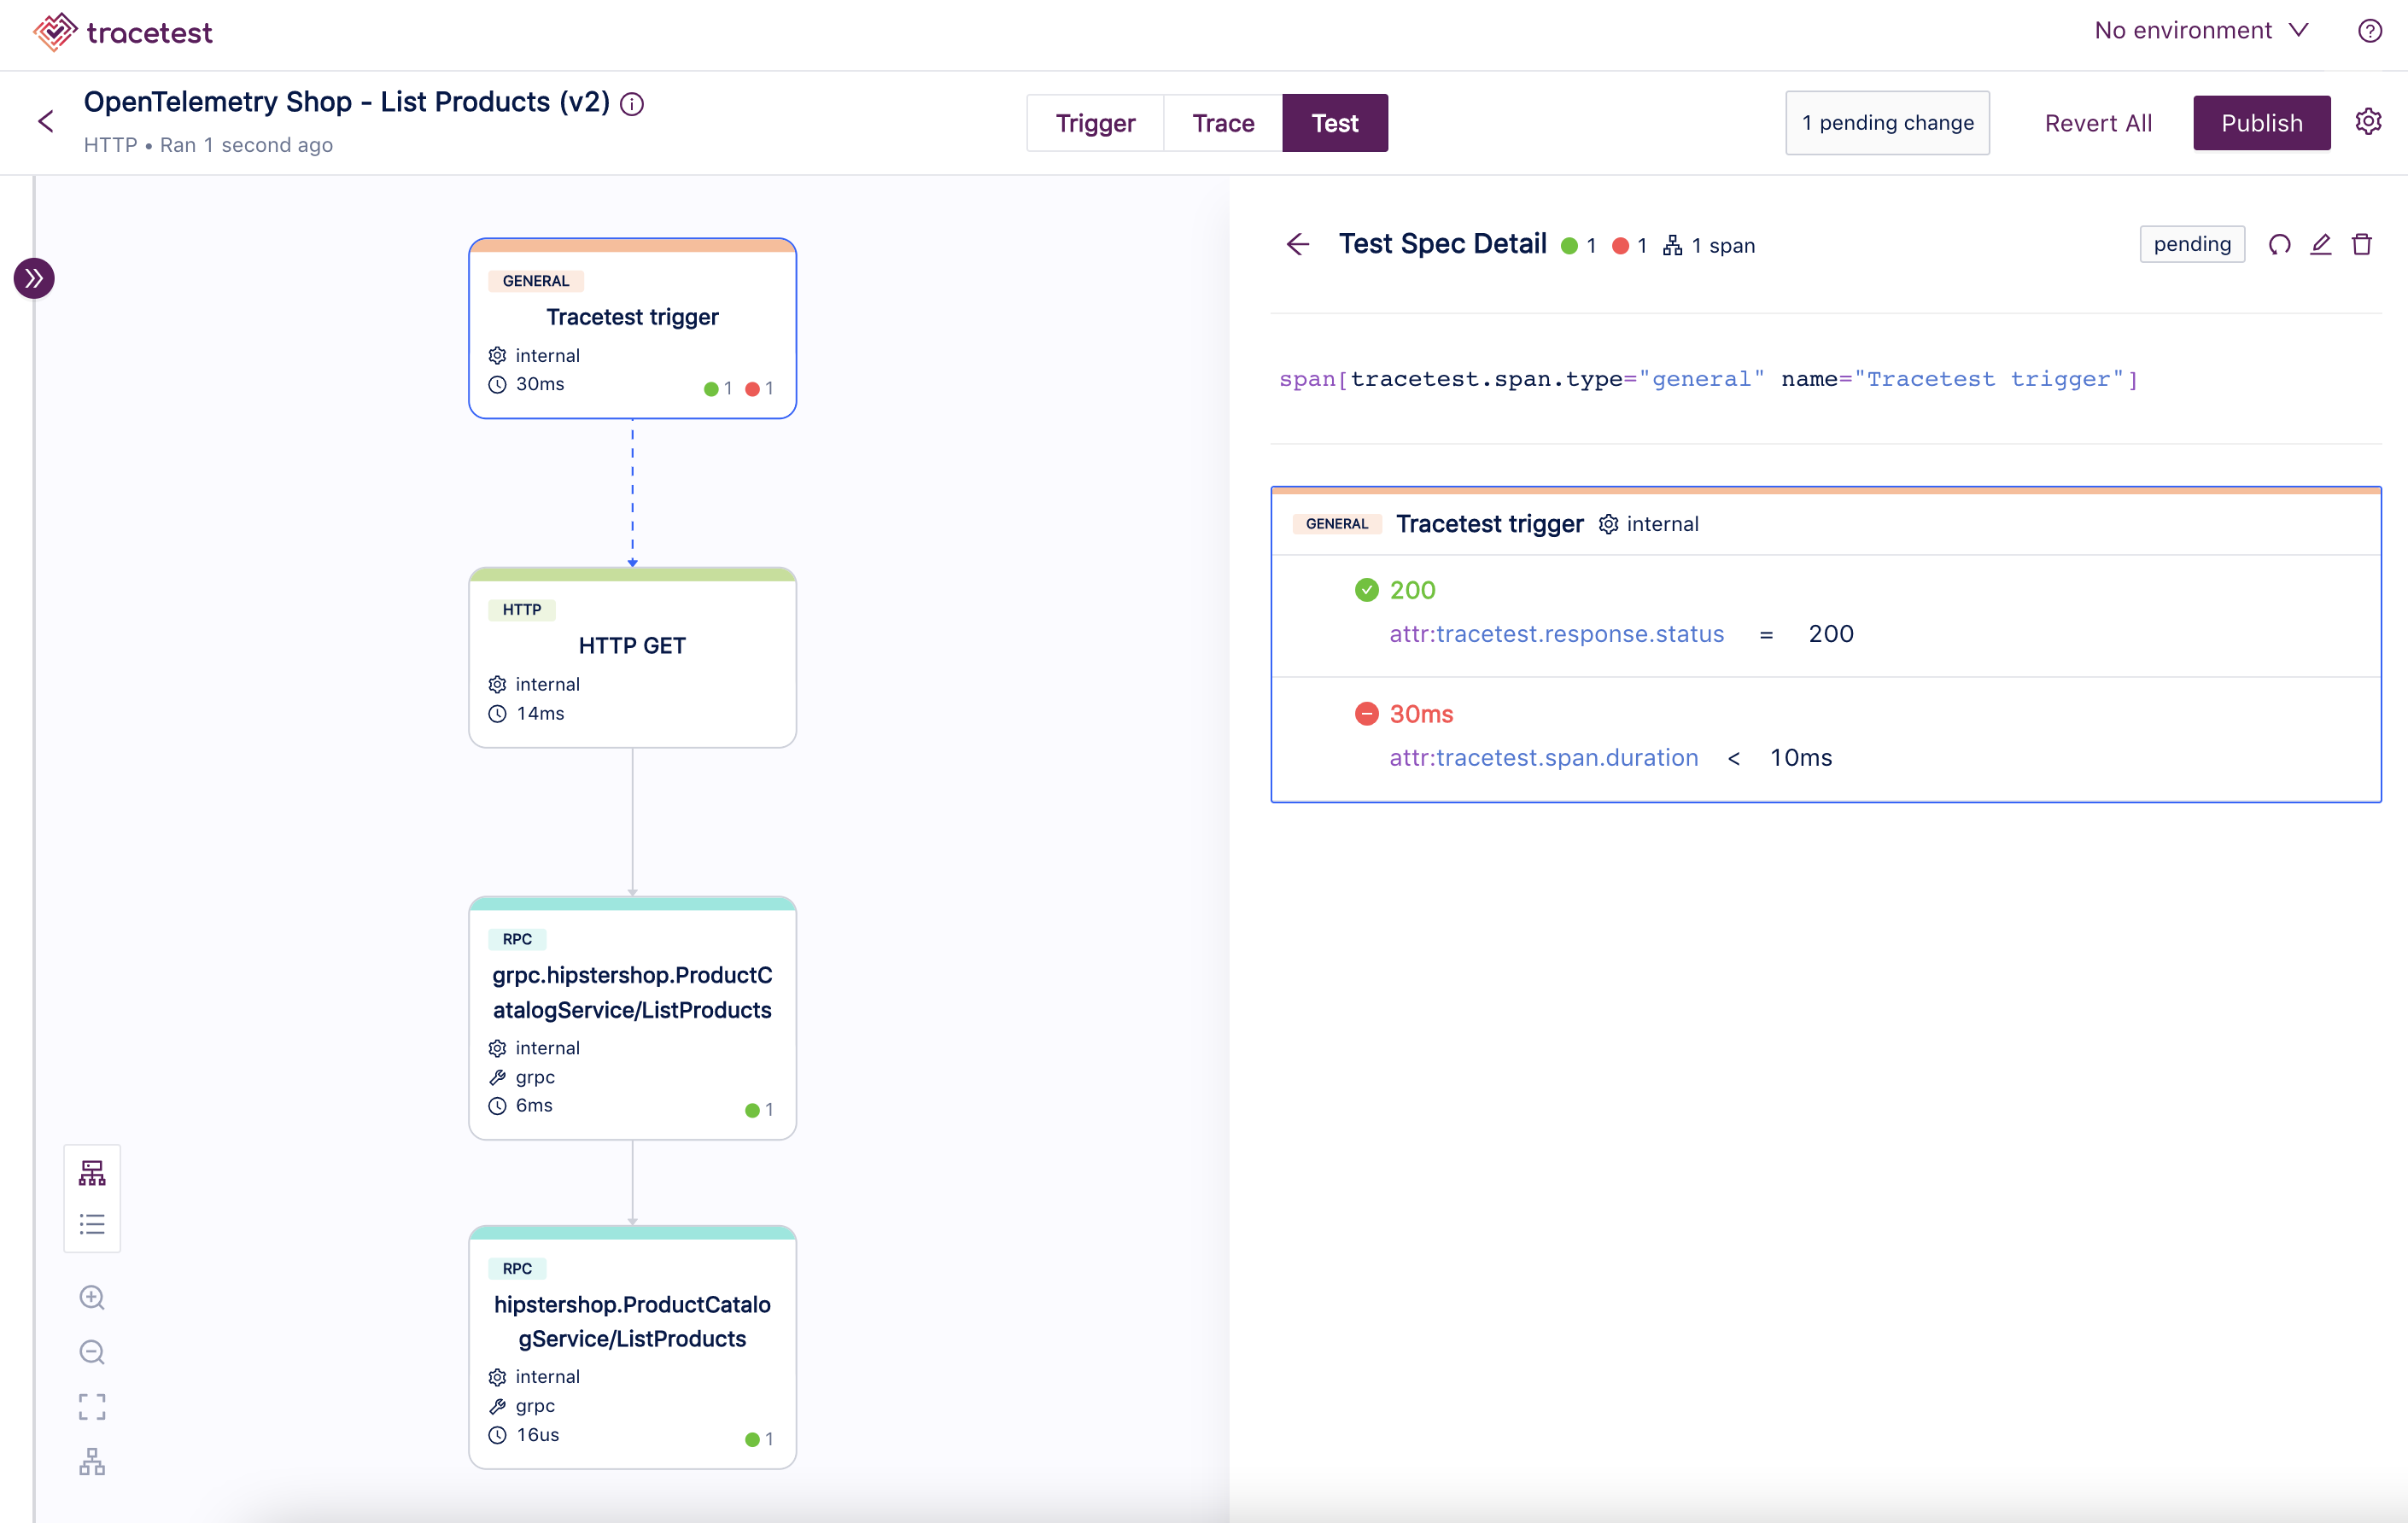 tracetest
No environment
OpenTelemetry Shop - List Products (v2)
HTTP • Ran 1 second ago
Trigger
Trace
Test
1 pending change
Revert All
Publish
GENERAL
Tracetest trigger
internal
30ms
1 1
HTTP
HTTP GET
internal
14ms
RPC
grpc.hipstershop.ProductC
atalogService/ListProducts
internal
grpc
6ms
1
RPC
hipstershop.ProductCatalo
gService/ListProducts
internal
grpc
16us
1
Test Spec Detail 1 1 1 span
pending
span[tracetest.span.type="general" name="Tracetest trigger"]
GENERAL Tracetest trigger internal
200
attr:tracetest.response.status = 200
30ms
attr:tracetest.span.duration < 10ms